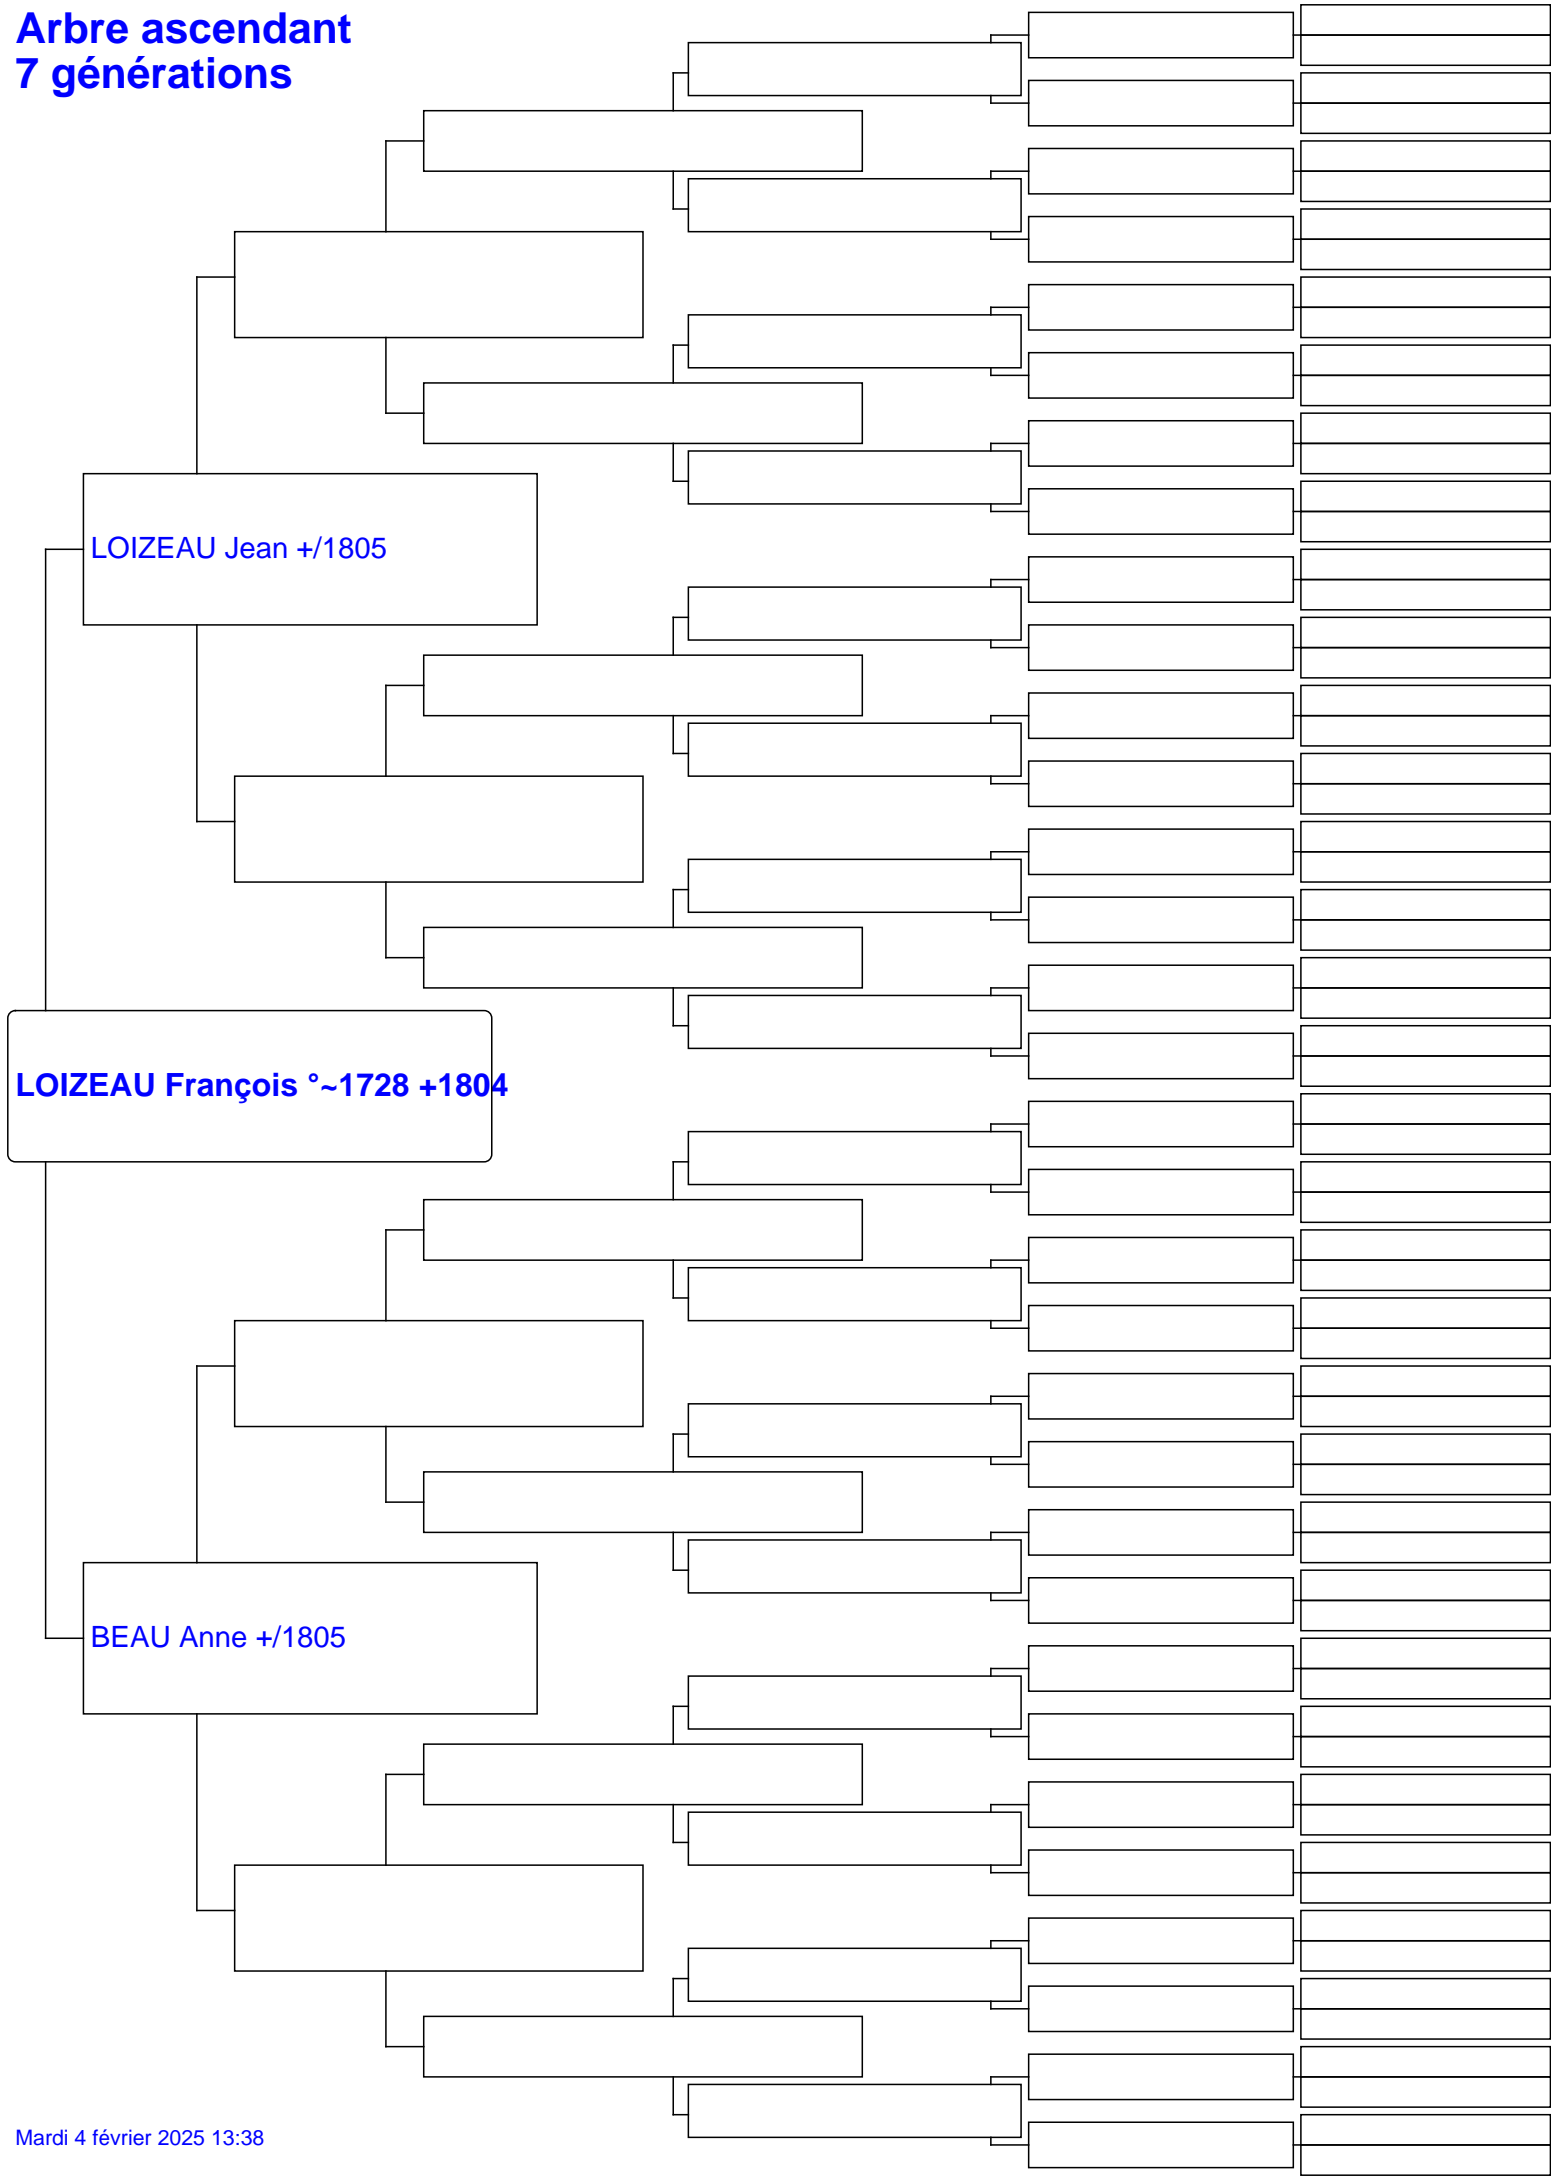 Arbre ascendant
7 générations
LOIZEAU Jean +/1805
LOIZEAU François °~1728 +1804
BEAU Anne +/1805
Mardi 4 février 2025 13:38